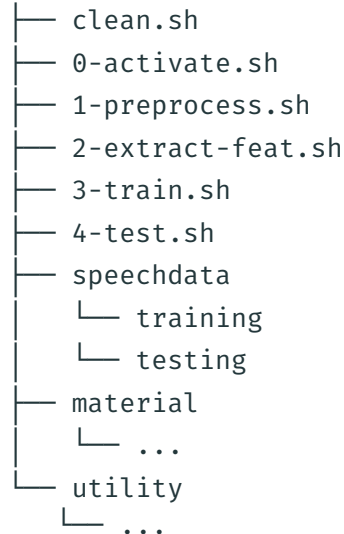 ├── clean.sh
├── 0-activate.sh
├── 1-preprocess.sh
├── 2-extract-feat.sh
├── 3-train.sh
├── 4-test.sh
├── speechdata
│   └── training
│   └── testing
├── material
│   └── ...
└── utility
   └── ...